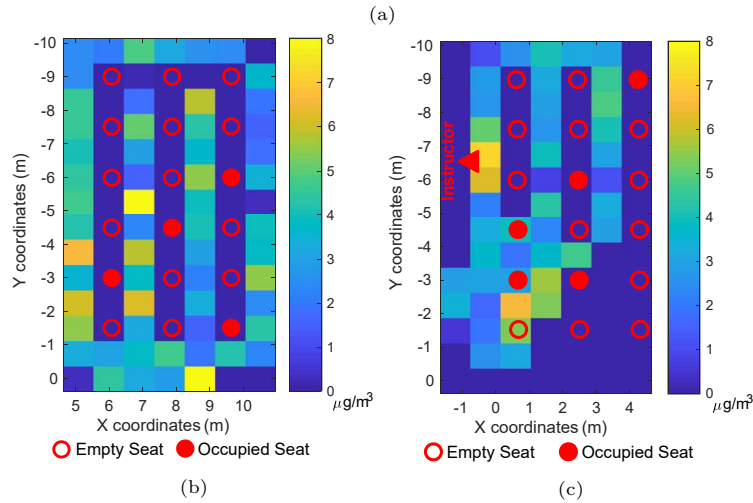 (a)
-10
-9
-8
-7
-6
-5
-4
-3
-2
-1
0
Y coordinates (m)
5 6 7 8 9 10
X coordinates (m)
8
7
6
5
4
3
2
1
0
μg/m³
Empty Seat Occupied Seat
(b)
-10
-9
-8
-7
-6
-5
-4
-3
-2
-1
0
Y coordinates (m)
Instructor
-1 0 1 2 3 4
X coordinates (m)
8
7
6
5
4
3
2
1
0
μg/m³
Empty Seat Occupied Seat
(c)